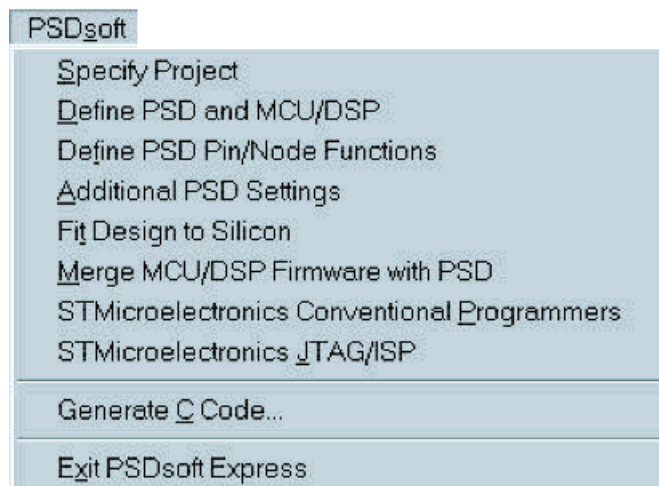 PSDsoft
Specify Project
Define PSD and MCU/DSP
Define PSD Pin/Node Functions
Additional PSD Settings
Fit Design to Silicon
Merge MCU/DSP Firmware with PSD
STMicroelectronics Conventional Programmers
STMicroelectronics JTAG/ISP
Generate C Code...
Exit PSDsoft Express